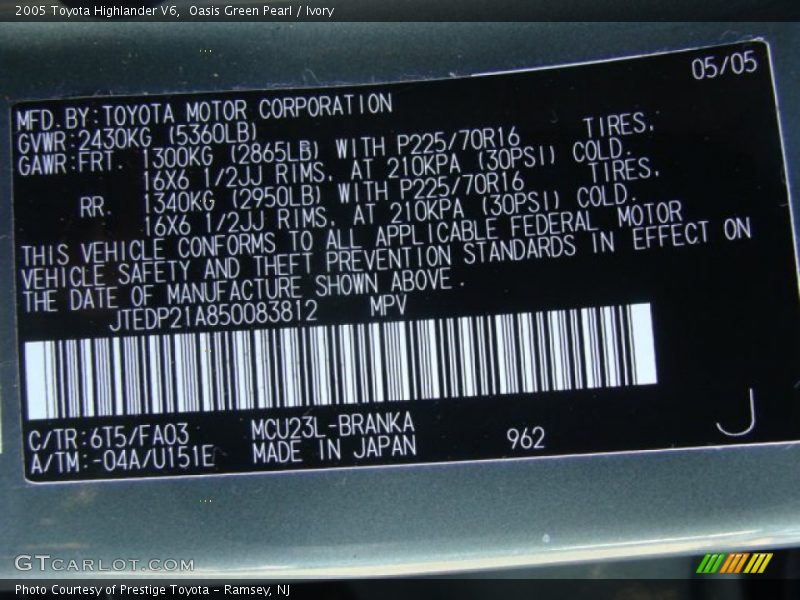 2005 Toyota Highlander V6,  Oasis Green Pearl / Ivory
05/05
MFD.BY:TOYOTA MOTOR CORPORATION
GVWR:2430KG (5360LB)
GAWR:FRT. 1300KG (2865LB) WITH P225/70R16 TIRES,
16X6 1/2JJ RIMS, AT 210KPA (30PSI) COLD.
RR. 1340KG (2950LB) WITH P225/70R16 TIRES,
16X6 1/2JJ RIMS, AT 210KPA (30PSI) COLD.
THIS VEHICLE CONFORMS TO ALL APPLICABLE FEDERAL MOTOR
VEHICLE SAFETY AND THEFT PREVENTION STANDARDS IN EFFECT ON
THE DATE OF MANUFACTURE SHOWN ABOVE.
JTEDP21A850083812 MPV
C/TR:6T5/FA03 MCU23L-BRANKA
A/TM:-04A/U151E MADE IN JAPAN 962 J
GTCARLOT.COM
Photo Courtesy of Prestige Toyota - Ramsey, NJ